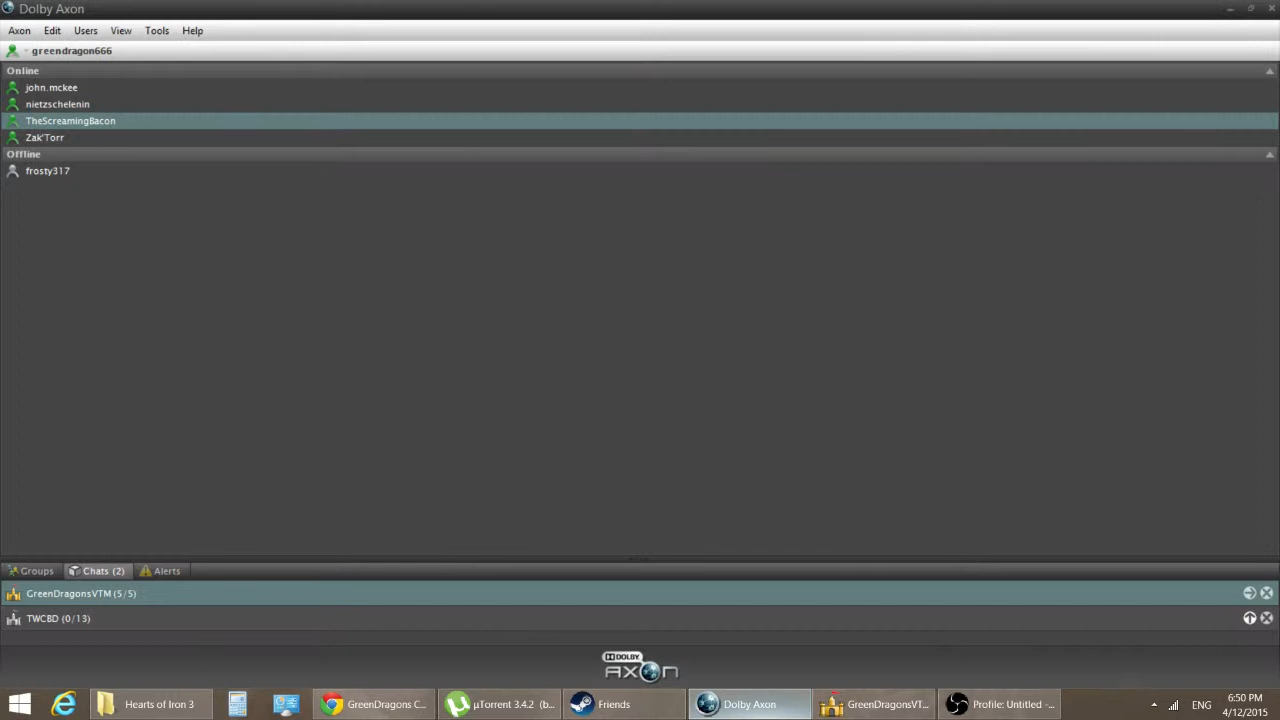 Dolby Axon
Axon Edit Users View Tools Help
greendragon666
Online
john.mckee
nietzschelenin
TheScreamingBacon
Zak'Torr
Offline
frosty317
Groups Chats (2) Alerts
GreenDragonsVTM (5/5)
TWCBD (0/13)
DOLBY
AXON
Hearts of Iron 3 GreenDragons C... µTorrent 3.4.2 (b... Friends Dolby Axon GreenDragonsVT... Profile: Untitled -... ENG 6:50 PM
4/12/2015